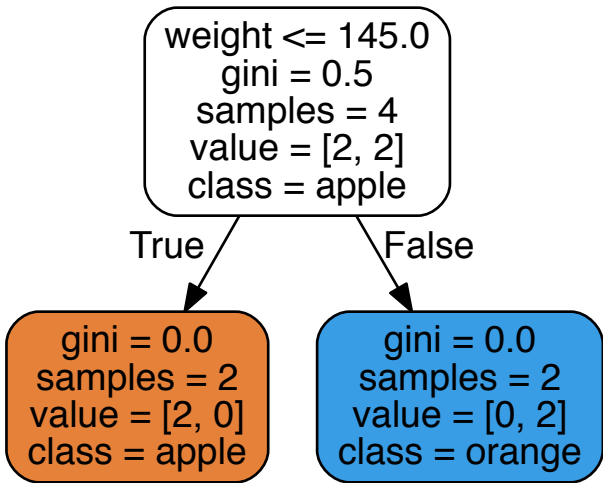 weight <= 145.0
gini = 0.5
samples = 4
value = [2, 2]
class = apple
True
False
gini = 0.0
samples = 2
value = [2, 0]
class = apple
gini = 0.0
samples = 2
value = [0, 2]
class = orange